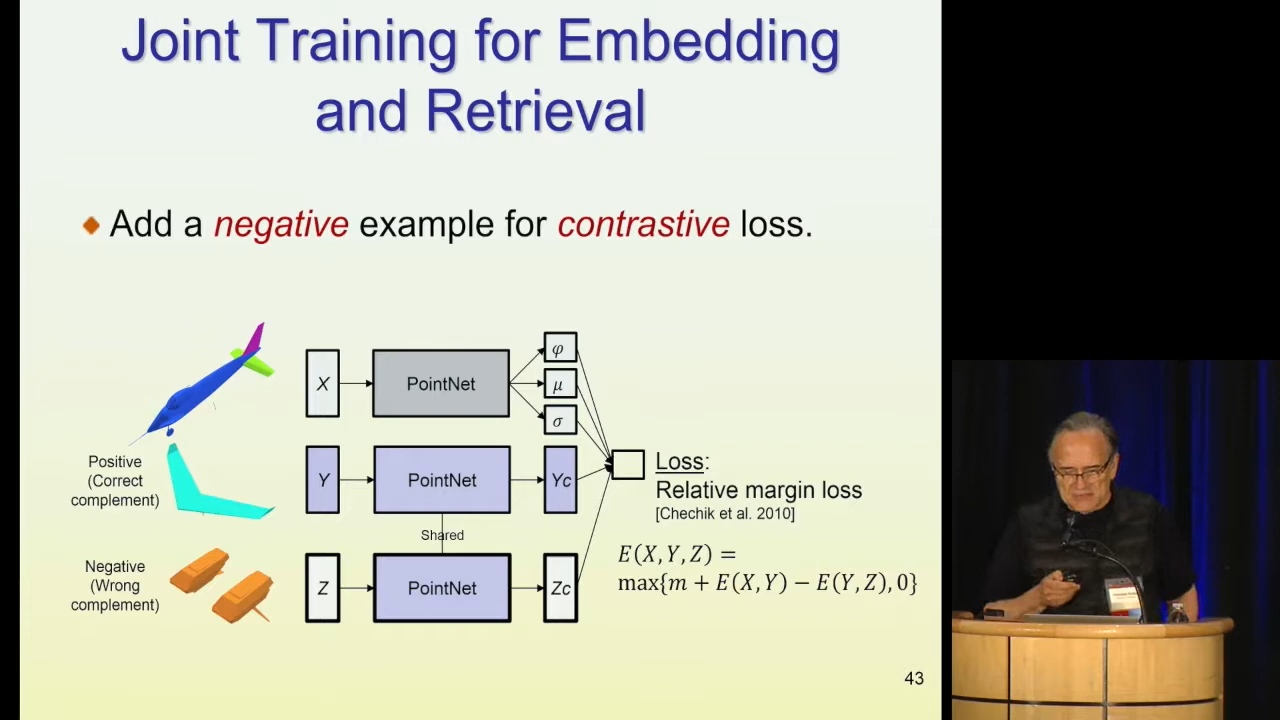 Joint Training for Embedding
and Retrieval
Add a negative example for contrastive loss.
X
PointNet
φ
μ
σ
Positive
(Correct
complement)
Y
PointNet
Yc
Loss:
Relative margin loss
[Chechik et al. 2010]
Shared
E(X,Y,Z) =
max{m + E(X,Y) − E(Y,Z), 0}
Negative
(Wrong
complement)
Z
PointNet
Zc
43